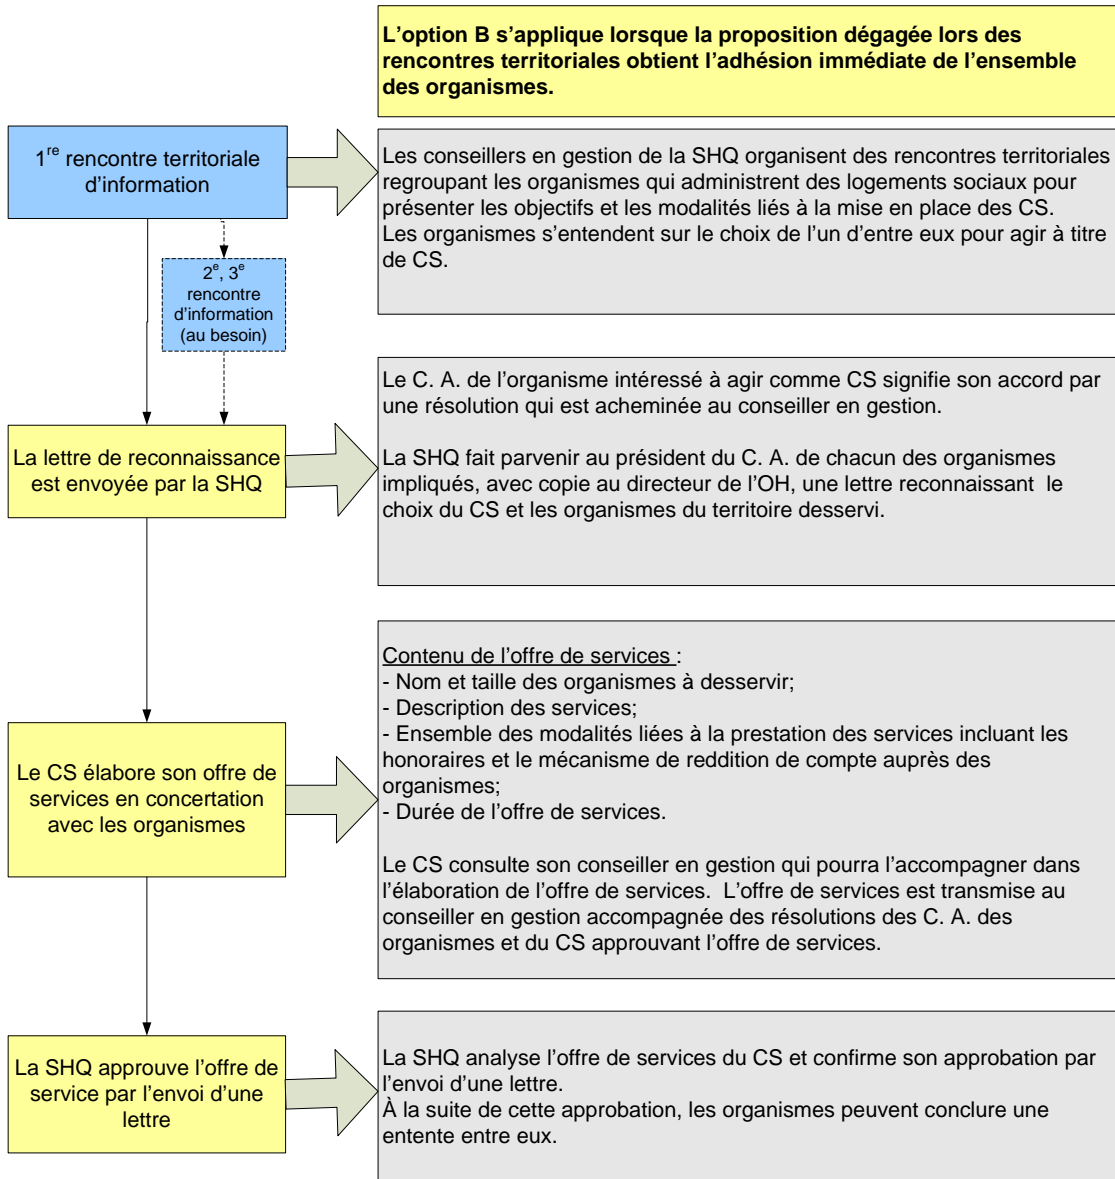 L'option B s'applique lorsque la proposition dégagée lors des
rencontres territoriales obtient l'adhésion immédiate de l'ensemble
des organismes.
1re rencontre territoriale
d'information
Les conseillers en gestion de la SHQ organisent des rencontres territoriales
regroupant les organismes qui administrent des logements sociaux pour
présenter les objectifs et les modalités liés à la mise en place des CS.
Les organismes s'entendent sur le choix de l'un d'entre eux pour agir à titre
de CS.
2e, 3e
rencontre
d'information
(au besoin)
La lettre de reconnaissance
est envoyée par la SHQ
Le C. A. de l'organisme intéressé à agir comme CS signifie son accord par
une résolution qui est acheminée au conseiller en gestion.
La SHQ fait parvenir au président du C. A. de chacun des organismes
impliqués, avec copie au directeur de l'OH, une lettre reconnaissant le
choix du CS et les organismes du territoire desservi.
Le CS élabore son offre de
services en concertation
avec les organismes
Contenu de l'offre de services :
- Nom et taille des organismes à desservir;
- Description des services;
- Ensemble des modalités liées à la prestation des services incluant les
honoraires et le mécanisme de reddition de compte auprès des
organismes;
- Durée de l'offre de services.
Le CS consulte son conseiller en gestion qui pourra l'accompagner dans
l'élaboration de l'offre de services. L'offre de services est transmise au
conseiller en gestion accompagnée des résolutions des C. A. des
organismes et du CS approuvant l'offre de services.
La SHQ approuve l'offre de
service par l'envoi d'une
lettre
La SHQ analyse l'offre de services du CS et confirme son approbation par
l'envoi d'une lettre.
À la suite de cette approbation, les organismes peuvent conclure une
entente entre eux.